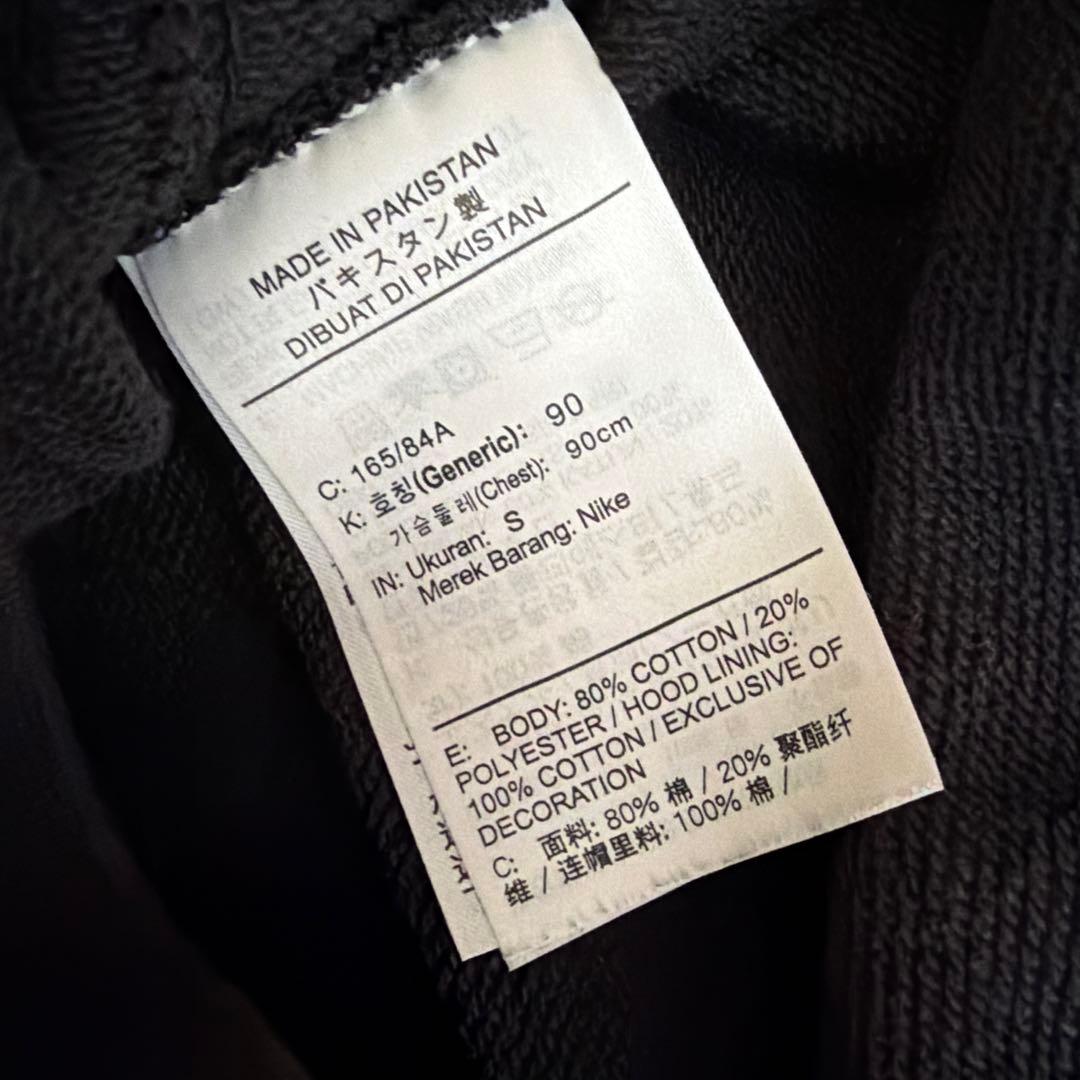 MADE IN PAKISTAN
パキスタン製
DIBUAT DI PAKISTAN
C: 165/84A
K: 호칭(Generic): 90
가슴둘레(Chest): 90cm
IN: Ukuran: S
Merek Barang: Nike
E: BODY: 80% COTTON / 20%
POLYESTER / HOOD LINING:
100% COTTON / EXCLUSIVE OF
DECORATION
C: 面料: 80% 棉 / 20% 聚酯纤
维 / 连帽里料: 100% 棉 /